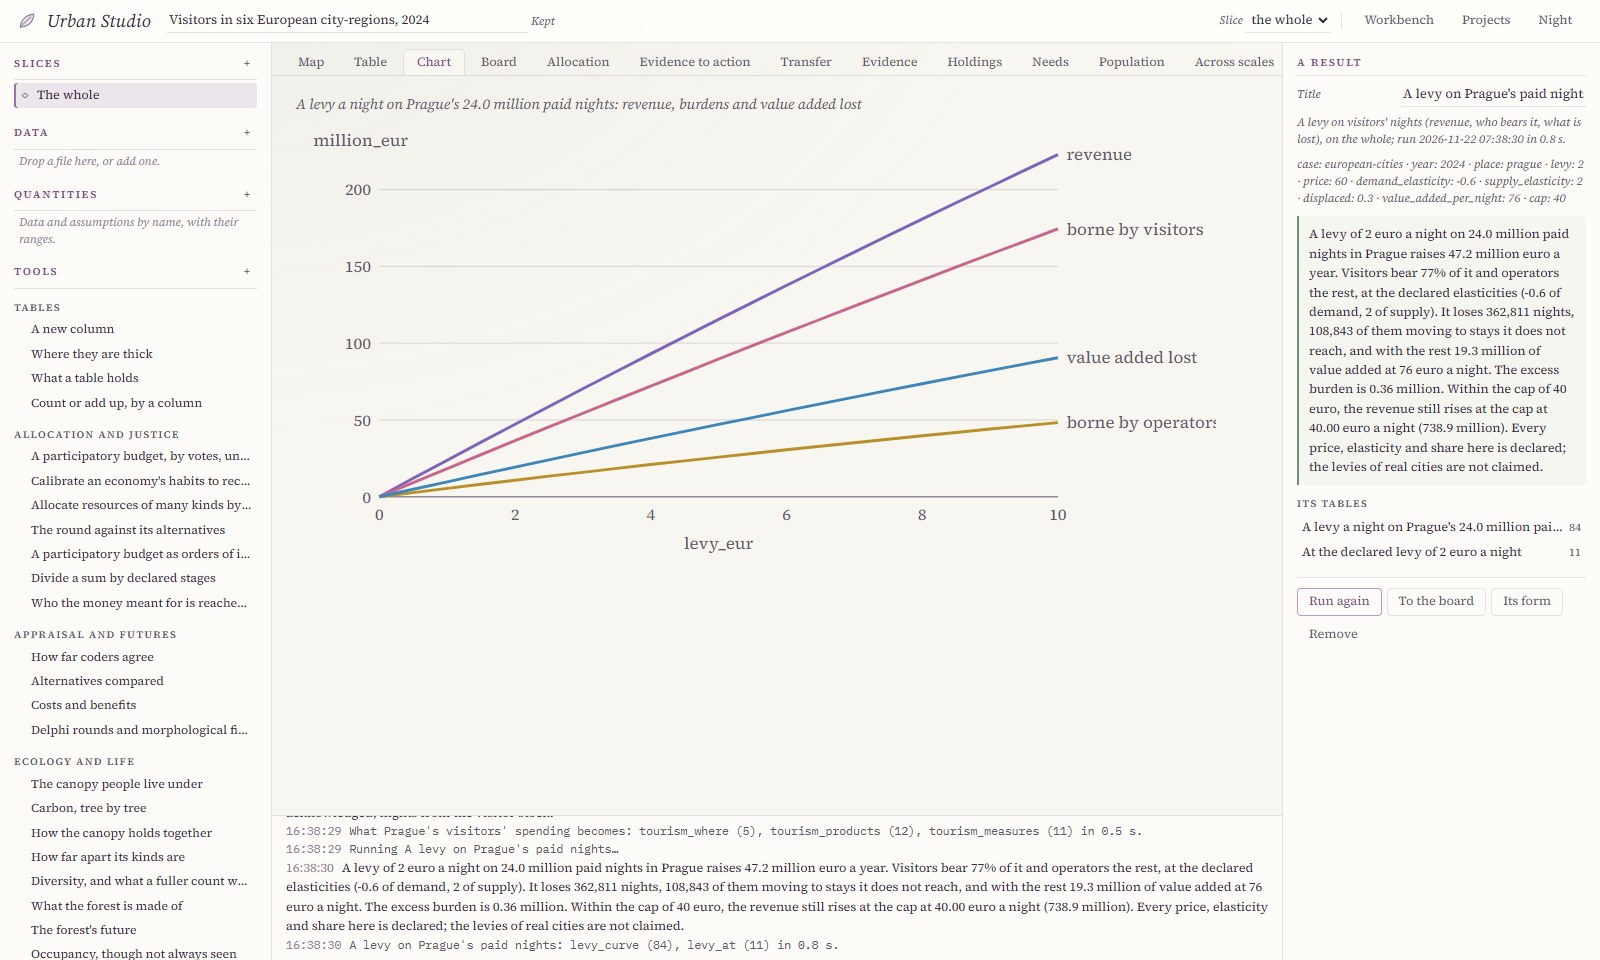 Urban Studio
Visitors in six European city-regions, 2024
Kept
Slice the whole
Workbench
Projects
Night
SLICES +
The whole
DATA +
Drop a file here, or add one.
QUANTITIES +
Data and assumptions by name, with their
ranges.
TOOLS +
TABLES
A new column
Where they are thick
What a table holds
Count or add up, by a column
ALLOCATION AND JUSTICE
A participatory budget, by votes, un...
Calibrate an economy's habits to rec...
Allocate resources of many kinds by...
The round against its alternatives
A participatory budget as orders of i...
Divide a sum by declared stages
Who the money meant for is reache...
APPRAISAL AND FUTURES
How far coders agree
Alternatives compared
Costs and benefits
Delphi rounds and morphological fi...
ECOLOGY AND LIFE
The canopy people live under
Carbon, tree by tree
How the canopy holds together
How far apart its kinds are
Diversity, and what a fuller count w...
What the forest is made of
The forest's future
Occupancy, though not always seen
Map
Table
Chart
Board
Allocation
Evidence to action
Transfer
Evidence
Holdings
Needs
Population
Across scales
A levy a night on Prague's 24.0 million paid nights: revenue, burdens and value added lost
million_eur
200
150
100
50
0
0 2 4 6 8 10
levy_eur
revenue
borne by visitors
value added lost
borne by operators
16:38:29 What Prague's visitors' spending becomes: tourism_where (5), tourism_products (12), tourism_measures (11) in 0.5 s.
16:38:29 Running A levy on Prague's paid nights…
16:38:30 A levy of 2 euro a night on 24.0 million paid nights in Prague raises 47.2 million euro a year. Visitors bear 77% of it and operators the rest, at the declared
elasticities (-0.6 of demand, 2 of supply). It loses 362,811 nights, 108,843 of them moving to stays it does not reach, and with the rest 19.3 million of value added at 76
euro a night. The excess burden is 0.36 million. Within the cap of 40 euro, the revenue still rises at the cap at 40.00 euro a night (738.9 million). Every price, elasticity
and share here is declared; the levies of real cities are not claimed.
16:38:30 A levy on Prague's paid nights: levy_curve (84), levy_at (11) in 0.8 s.
A RESULT
Title A levy on Prague's paid night
A levy on visitors' nights (revenue, who bears it, what is
lost), on the whole; run 2026-11-22 07:38:30 in 0.8 s.
case: european-cities · year: 2024 · place: prague · levy: 2
· price: 60 · demand_elasticity: -0.6 · supply_elasticity: 2
· displaced: 0.3 · value_added_per_night: 76 · cap: 40
A levy of 2 euro a night on 24.0 million paid
nights in Prague raises 47.2 million euro a
year. Visitors bear 77% of it and operators
the rest, at the declared elasticities (-0.6 of
demand, 2 of supply). It loses 362,811 nights,
108,843 of them moving to stays it does not
reach, and with the rest 19.3 million of
value added at 76 euro a night. The excess
burden is 0.36 million. Within the cap of 40
euro, the revenue still rises at the cap at
40.00 euro a night (738.9 million). Every
price, elasticity and share here is declared;
the levies of real cities are not claimed.
ITS TABLES
A levy a night on Prague's 24.0 million pai... 84
At the declared levy of 2 euro a night 11
Run again
To the board
Its form
Remove